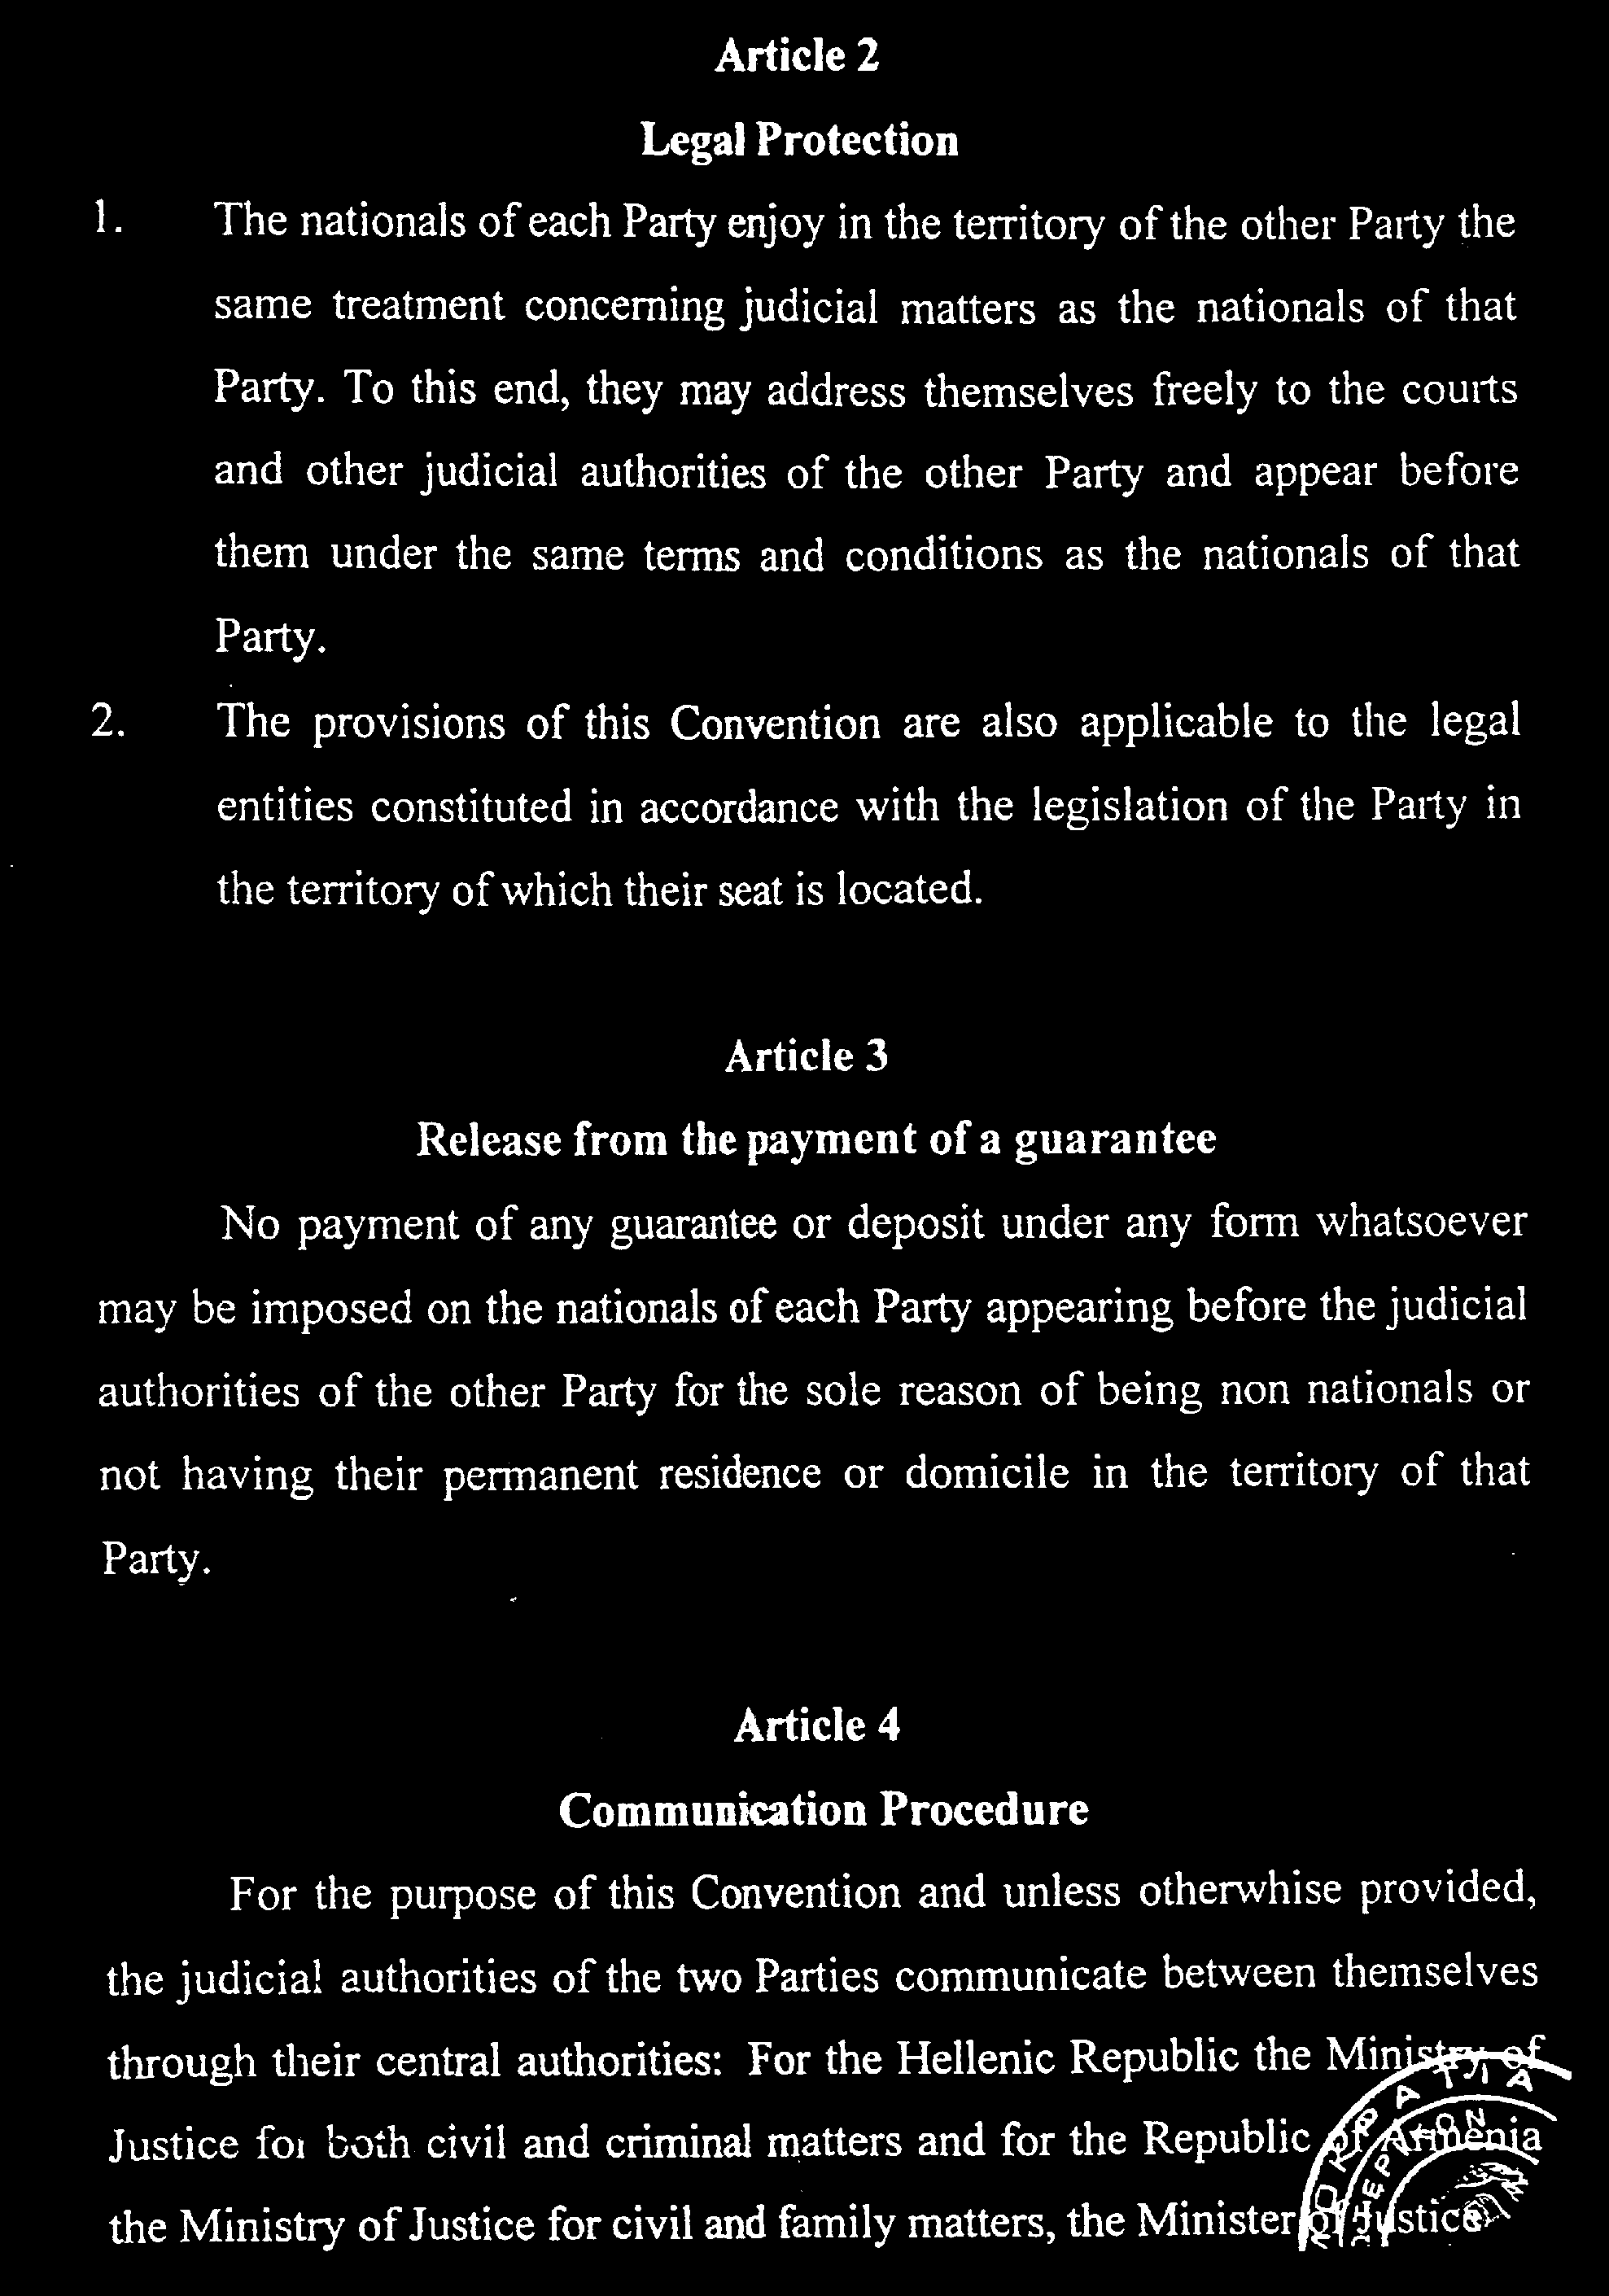 Article 2
Legal Protection
1. The nationals of each Party enjoy in the territory of the other Party the
same treatment concerning judicial matters as the nationals of that
Party. To this end, they may address themselves freely to the courts
and other judicial authorities of the other Party and appear before
them under the same terms and conditions as the nationals of that
Party.
2. The provisions of this Convention are also applicable to the legal
entities constituted in accordance with the legislation of the Party in
the territory of which their seat is located.
Article 3
Release from the payment of a guarantee
No payment of any guarantee or deposit under any form whatsoever
may be imposed on the nationals of each Party appearing before the judicial
authorities of the other Party for the sole reason of being non nationals or
not having their permanent residence or domicile in the territory of that
Party.
Article 4
Communication Procedure
For the purpose of this Convention and unless otherwhise provided,
the judicial authorities of the two Parties communicate between themselves
through their central authorities: For the Hellenic Republic the Ministry of
Justice for both civil and criminal matters and for the Republic of Armenia
the Ministry of Justice for civil and family matters, the Minister of Justice